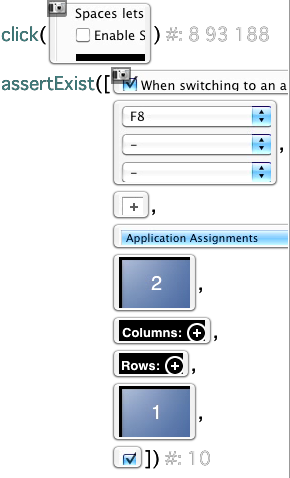 Spaces lets
click( Enable S ) #: 8 93 188
assertExist([ When switching to an a
F8
-
,
-
+ ,
Application Assignments
2 ,
Columns: + ,
Rows: + ,
1 ,
]) #: 10